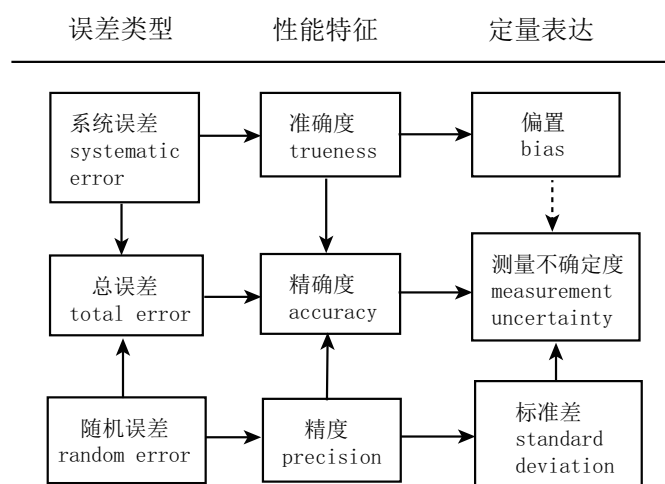 误差类型 性能特征 定量表达
系统误差
systematic
error
准确度
trueness
偏置
bias
总误差
total error
精确度
accuracy
测量不确定度
measurement
uncertainty
随机误差
random error
精度
precision
标准差
standard
deviation